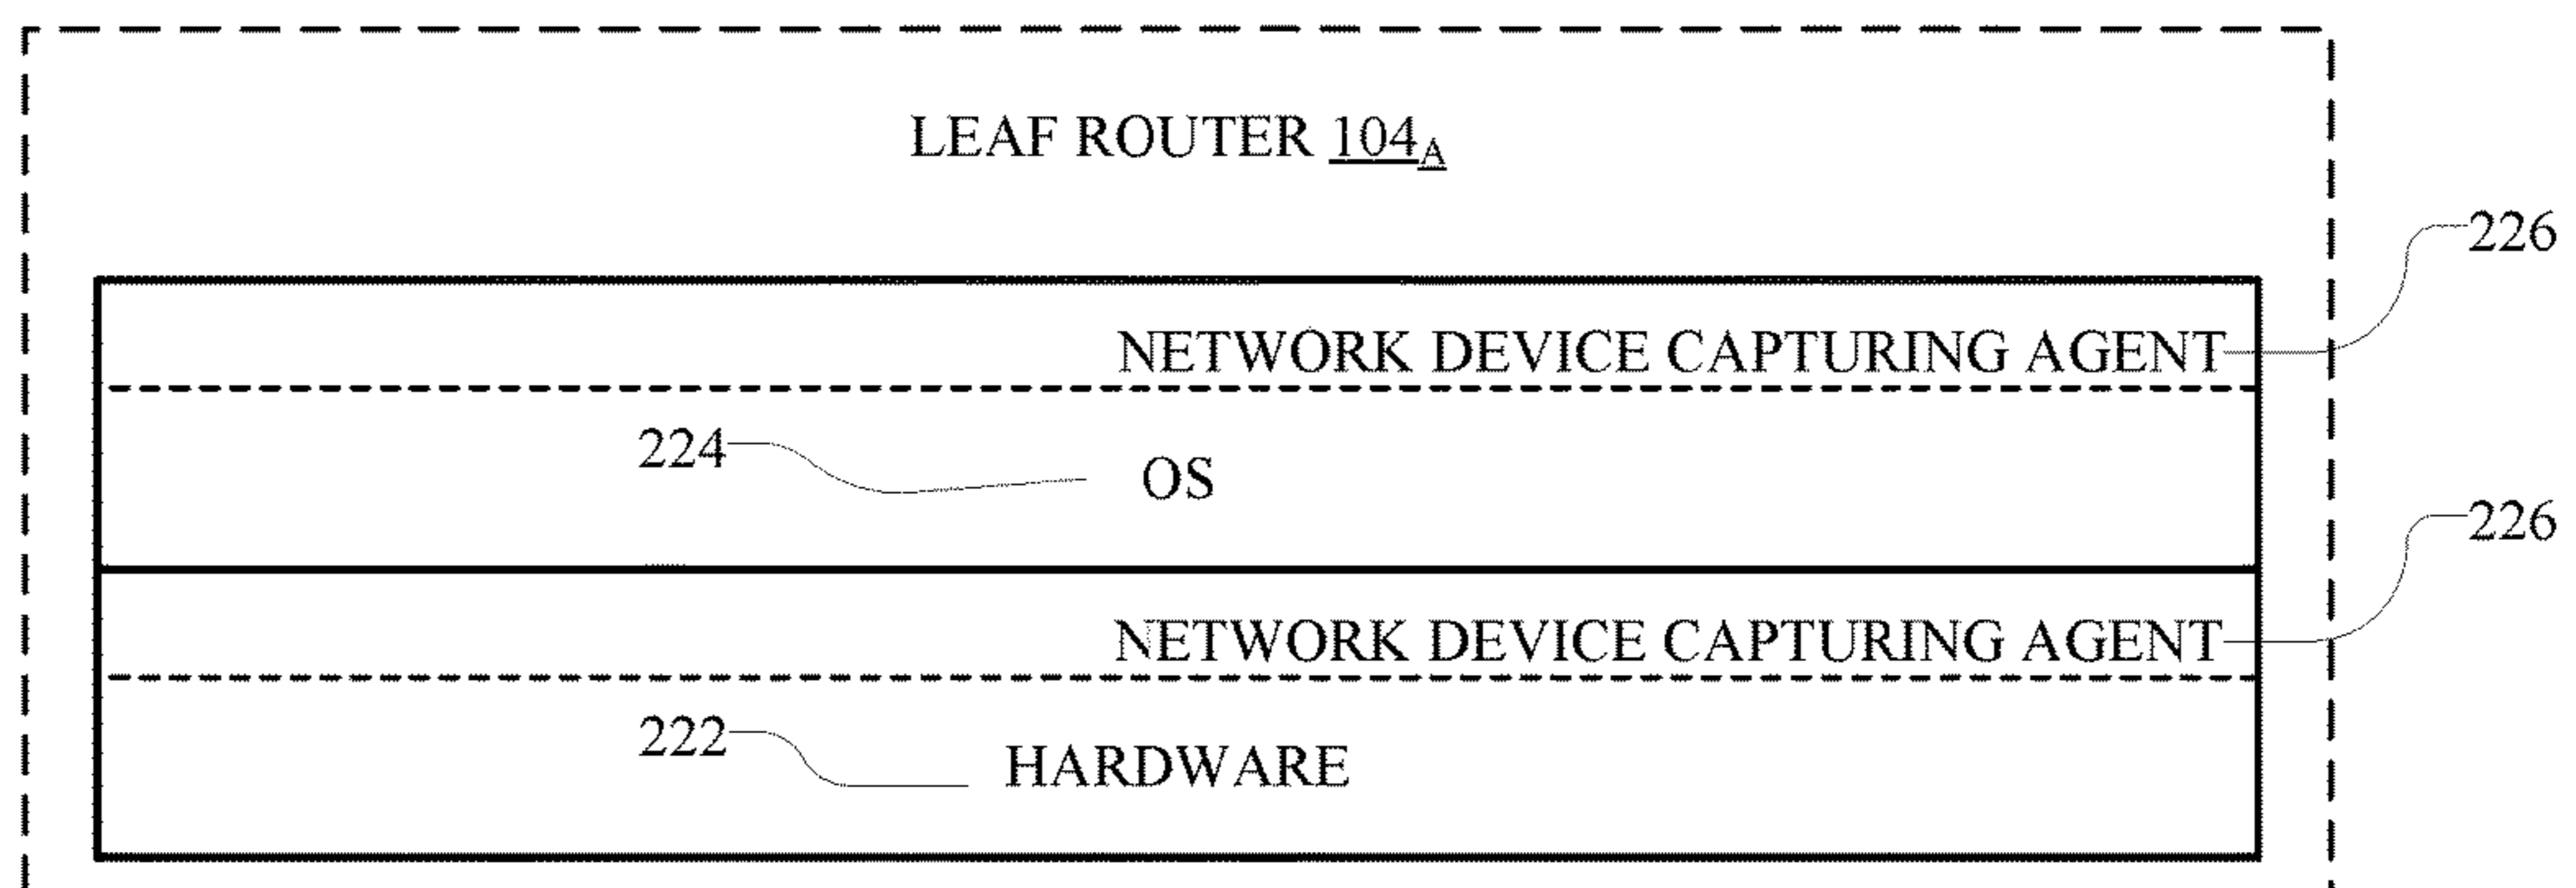 LEAF ROUTER 104A
226
NETWORK DEVICE CAPTURING AGENT
224
OS
226
NETWORK DEVICE CAPTURING AGENT
222
HARDWARE